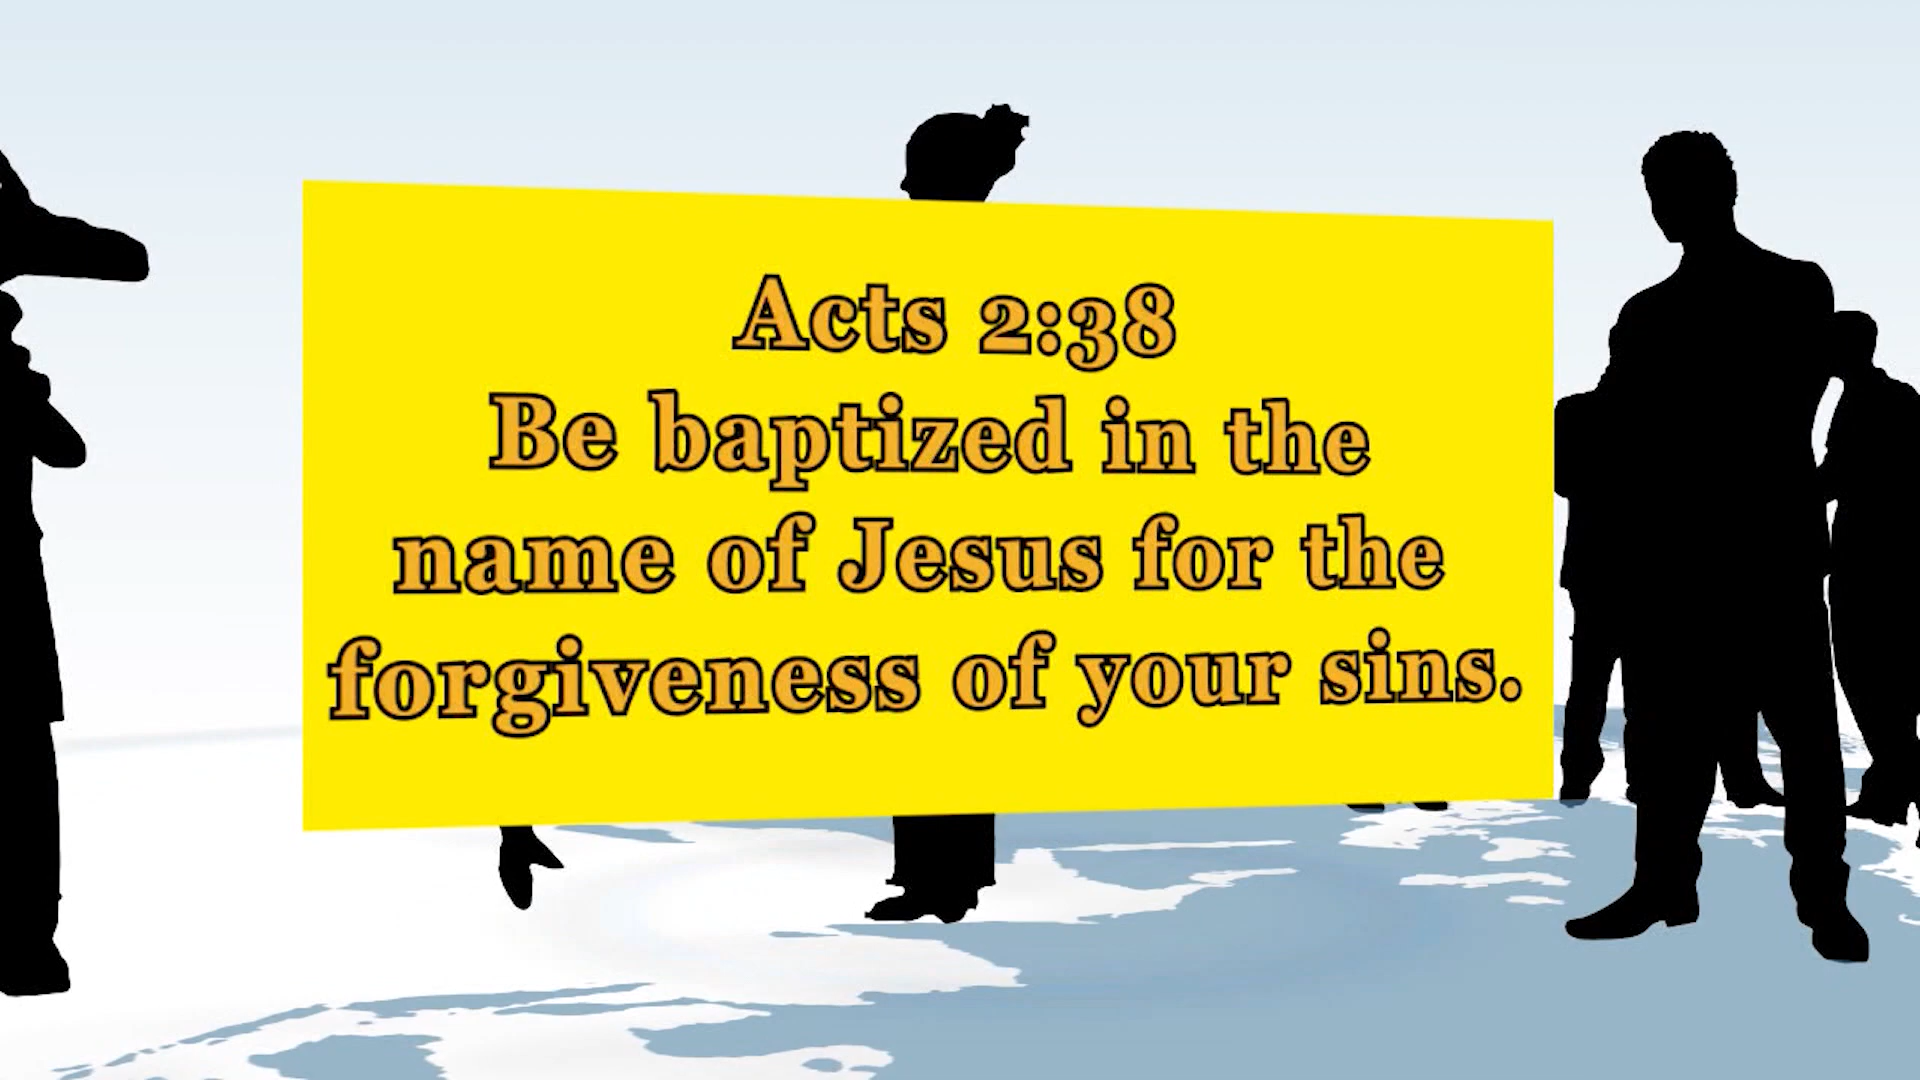 Acts 2:38
Be baptized in the
name of Jesus for the
forgiveness of your sins.